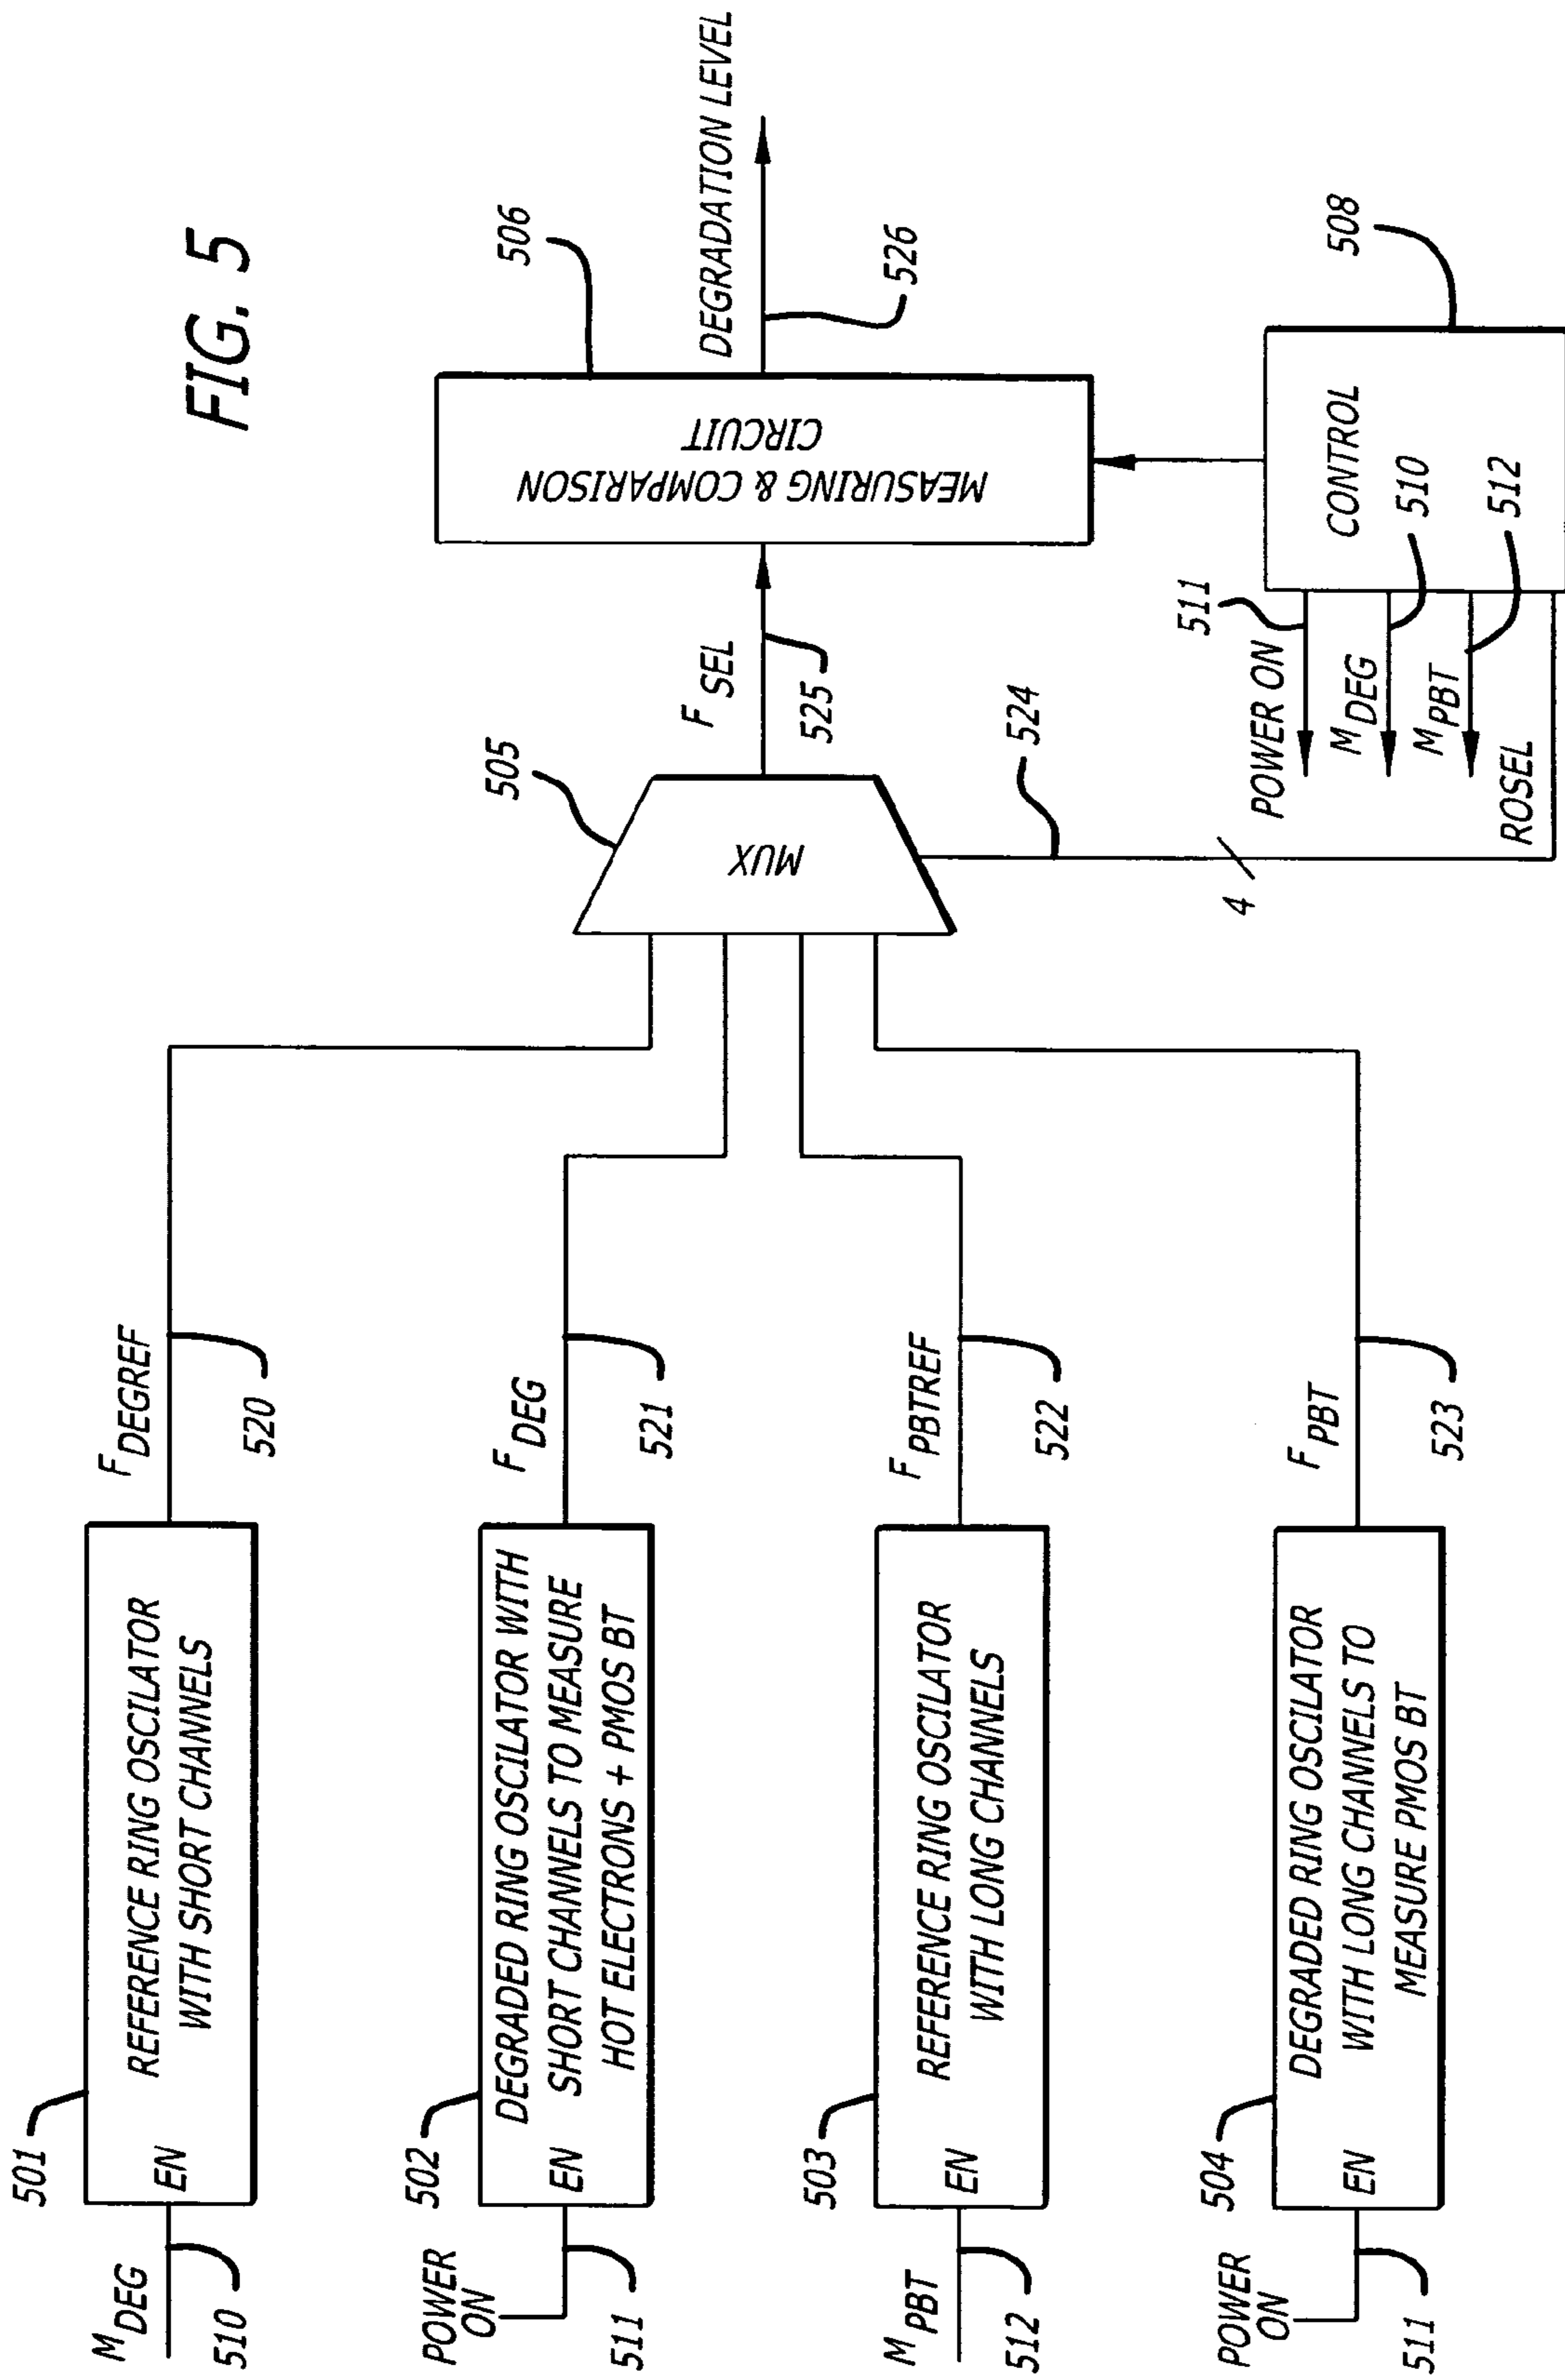 FIG. 5
501
M DEG
510
EN
REFERENCE RING OSCILATOR
WITH SHORT CHANNELS
F DEGREF
520
502
POWER
ON
511
EN
DEGRADED RING OSCILATOR WITH
SHORT CHANNELS TO MEASURE
HOT ELECTRONS + PMOS BT
F DEG
521
503
M PBT
512
EN
REFERENCE RING OSCILATOR
WITH LONG CHANNELS
F PBTREF
522
504
POWER
ON
511
EN
DEGRADED RING OSCILATOR
WITH LONG CHANNELS TO
MEASURE PMOS BT
F PBT
523
505
MUX
F SEL
525
524
4
506
MEASURING & COMPARISON
CIRCUIT
DEGRADATION LEVEL
526
508
CONTROL
511
POWER ON
M DEG
510
M PBT
512
ROSEL